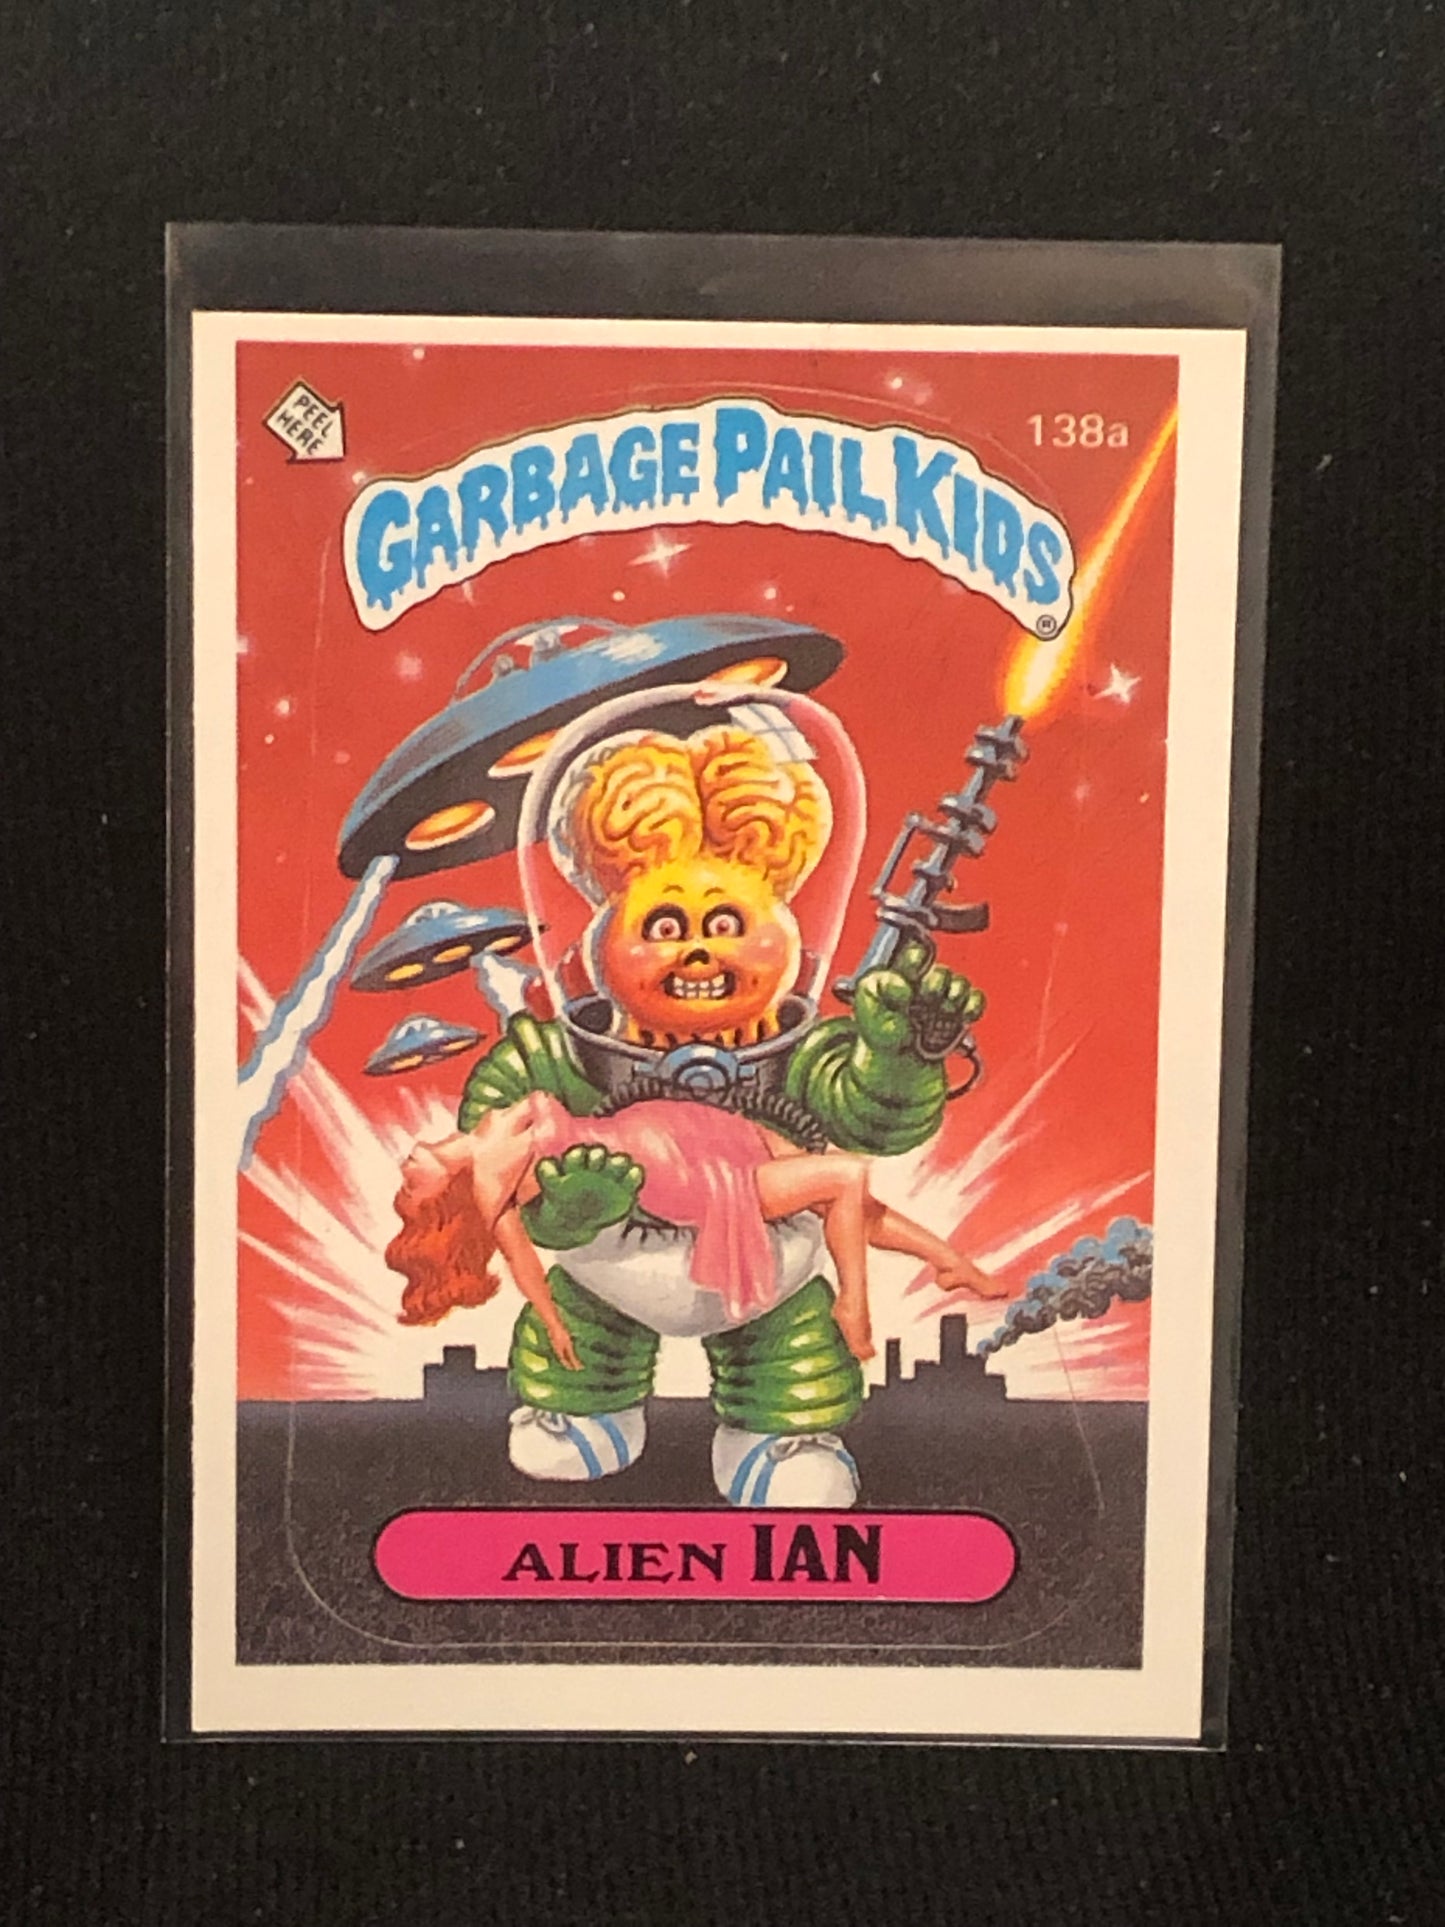 PEEL
HERE
GARBAGE PAIL KIDS
®
138a
ALIEN IAN